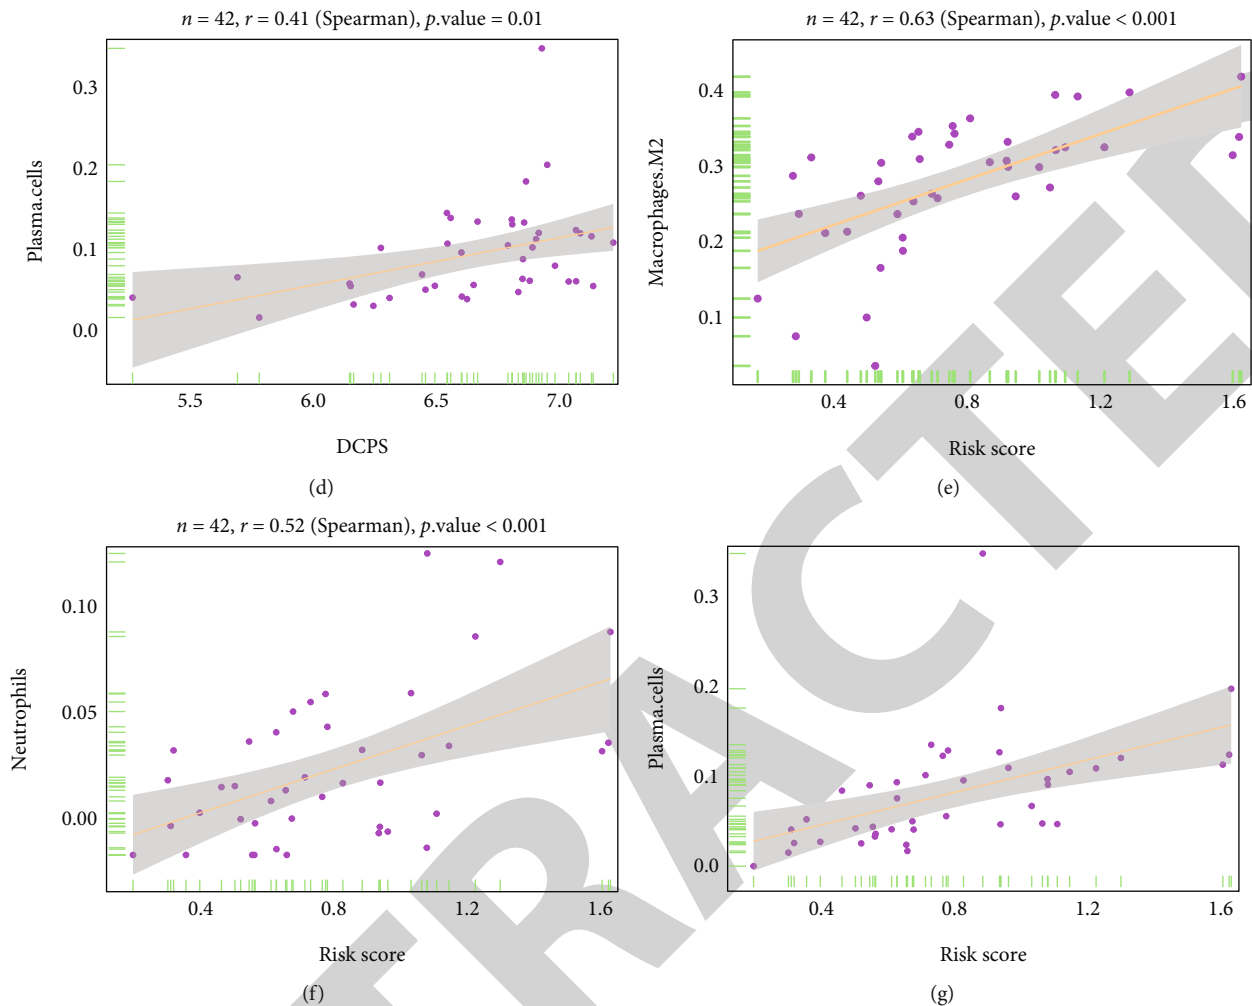 n = 42, r = 0.41 (Spearman), p.value = 0.01
Plasma.cells
0.3
0.2
0.1
0.0
5.5 6.0 6.5 7.0
DCPS
(d)
n = 42, r = 0.63 (Spearman), p.value < 0.001
Macrophages.M2
0.4
0.3
0.2
0.1
0.4 0.8 1.2 1.6
Risk score
(e)
n = 42, r = 0.52 (Spearman), p.value < 0.001
Neutrophils
0.10
0.05
0.00
0.4 0.8 1.2 1.6
Risk score
(f)
Plasma.cells
0.3
0.2
0.1
0.0
0.4 0.8 1.2 1.6
Risk score
(g)
TRACTED